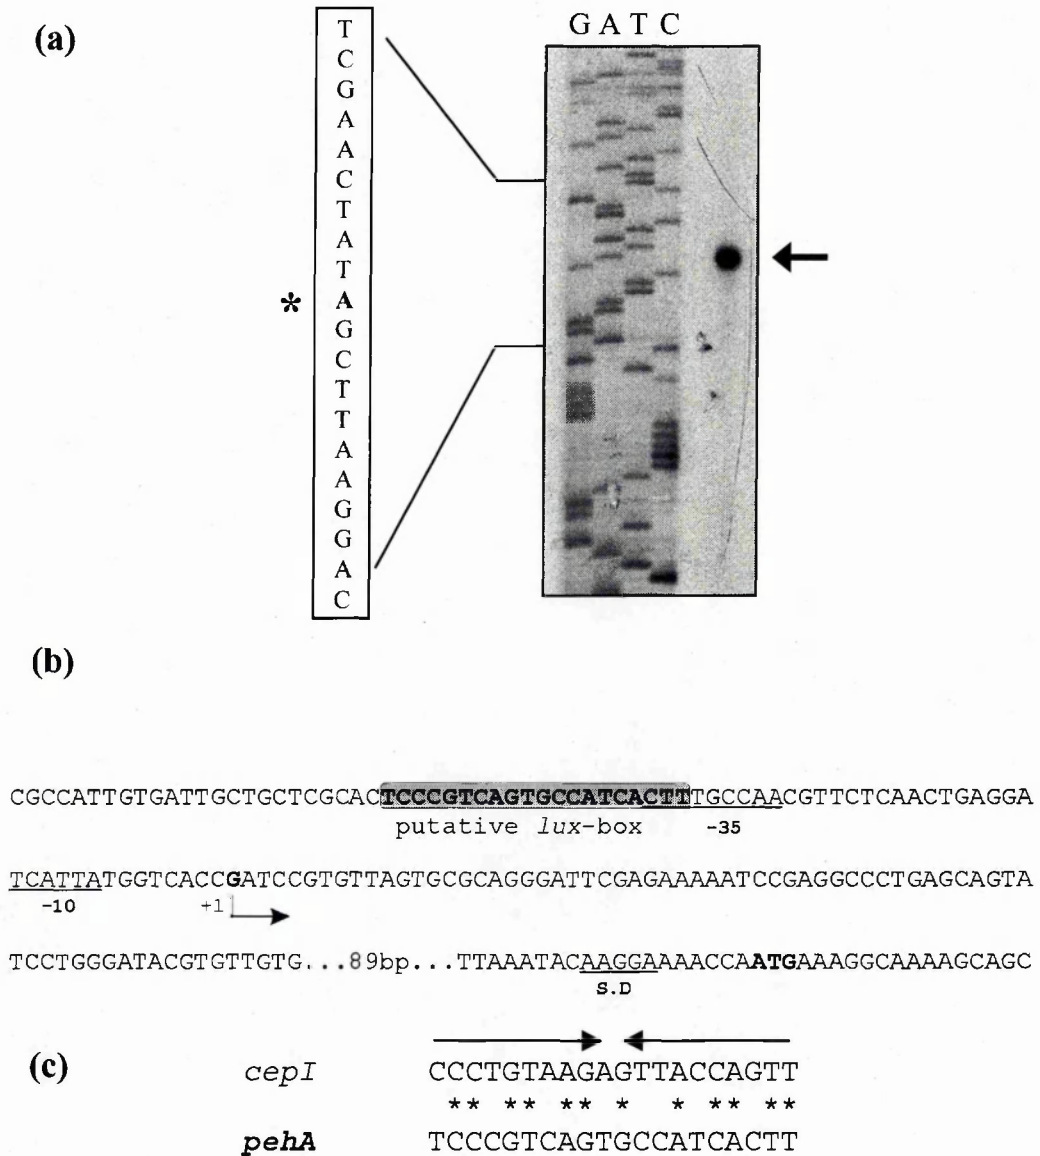 (a)
G A T C
T
C
G
A
A
C
T
A
T
* A
G
C
T
T
A
A
G
G
A
C
(b)
CGCCATTGTGATTGCTGCTCGCACTCCCGTCAGTGCCATCACTTTGCCAACGTTCTCAACTGAGGA
putative lux-box -35
TCATTATGGTCACCGATCCGTGTTAGTGCGCAGGGATTCGAGAAAAATCCGAGGCCCTGAGCAGTA
-10 +1
TCCTGGGATACGTGTTGTG...89bp...TTAAATACAAGGAAAACCAATGAAAGGCAAAAGCAGC
S.D
(c)
cepI CCCTGTAAGAGTTACCAGTT
** ** ** * * ** **
pehA TCCCGTCAGTGCCATCACTT